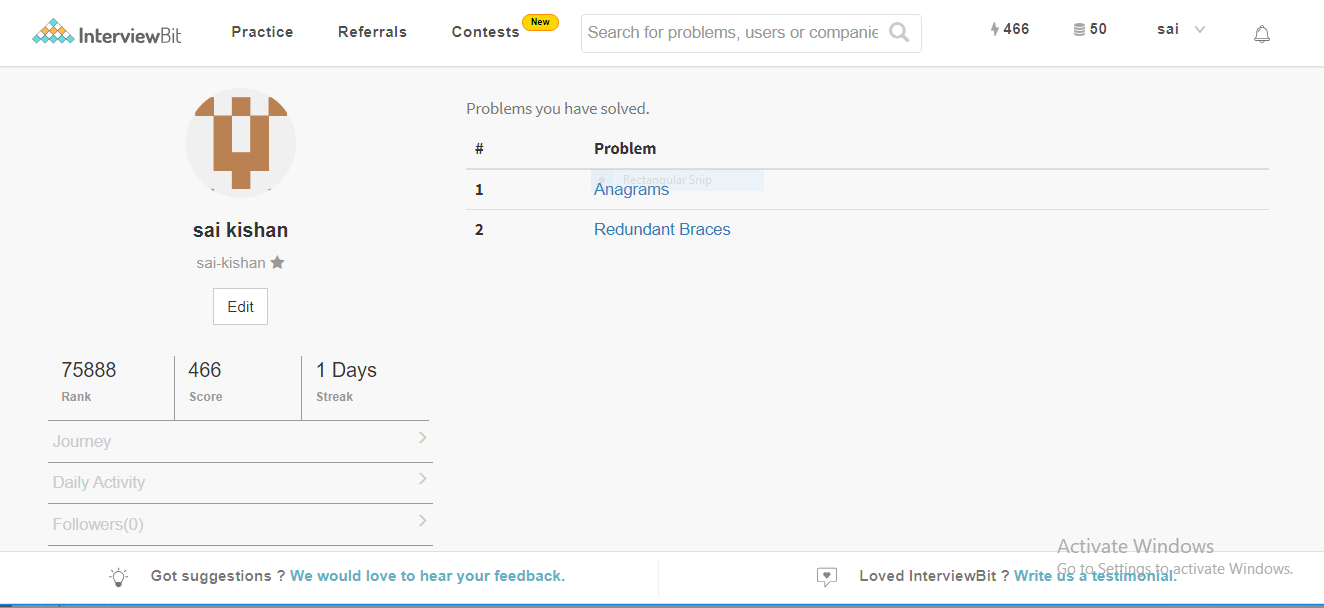 InterviewBit
Practice
Referrals
Contests
New
Search for problems, users or companie
466
50
sai
sai kishan
sai-kishan
Edit
75888
Rank
466
Score
1 Days
Streak
Journey
Daily Activity
Followers(0)
Problems you have solved.
# Problem
Rectangular Snip
1 Anagrams
2 Redundant Braces
Activate Windows
Go to Settings to activate Windows.
Got suggestions ? We would love to hear your feedback.
Loved InterviewBit ? Write us a testimonial.